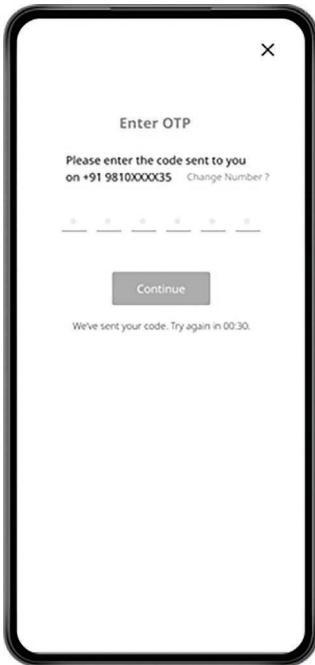 Enter OTP
Please enter the code sent to you
on +91 9810XXXX35 Change Number ?
Continue
We've sent your code. Try again in 00:30.